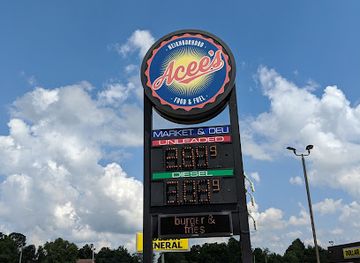 NEIGHBORHOOD
Acee's
FOOD & FUEL
MARKET & DELI
UNLEADED
DIESEL
burger &
fries
NERAL